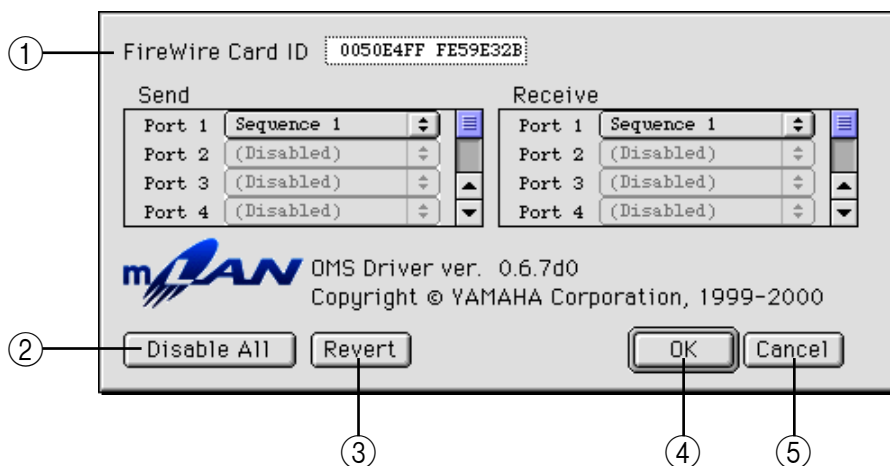 ① FireWire Card ID 0050E4FF FE59E32B
Send
Port 1 Sequence 1
Port 2 (Disabled)
Port 3 (Disabled)
Port 4 (Disabled)
Receive
Port 1 Sequence 1
Port 2 (Disabled)
Port 3 (Disabled)
Port 4 (Disabled)
mLAN
OMS Driver ver. 0.6.7d0
Copyright © YAMAHA Corporation, 1999-2000
② Disable All Revert OK Cancel
③ ④ ⑤